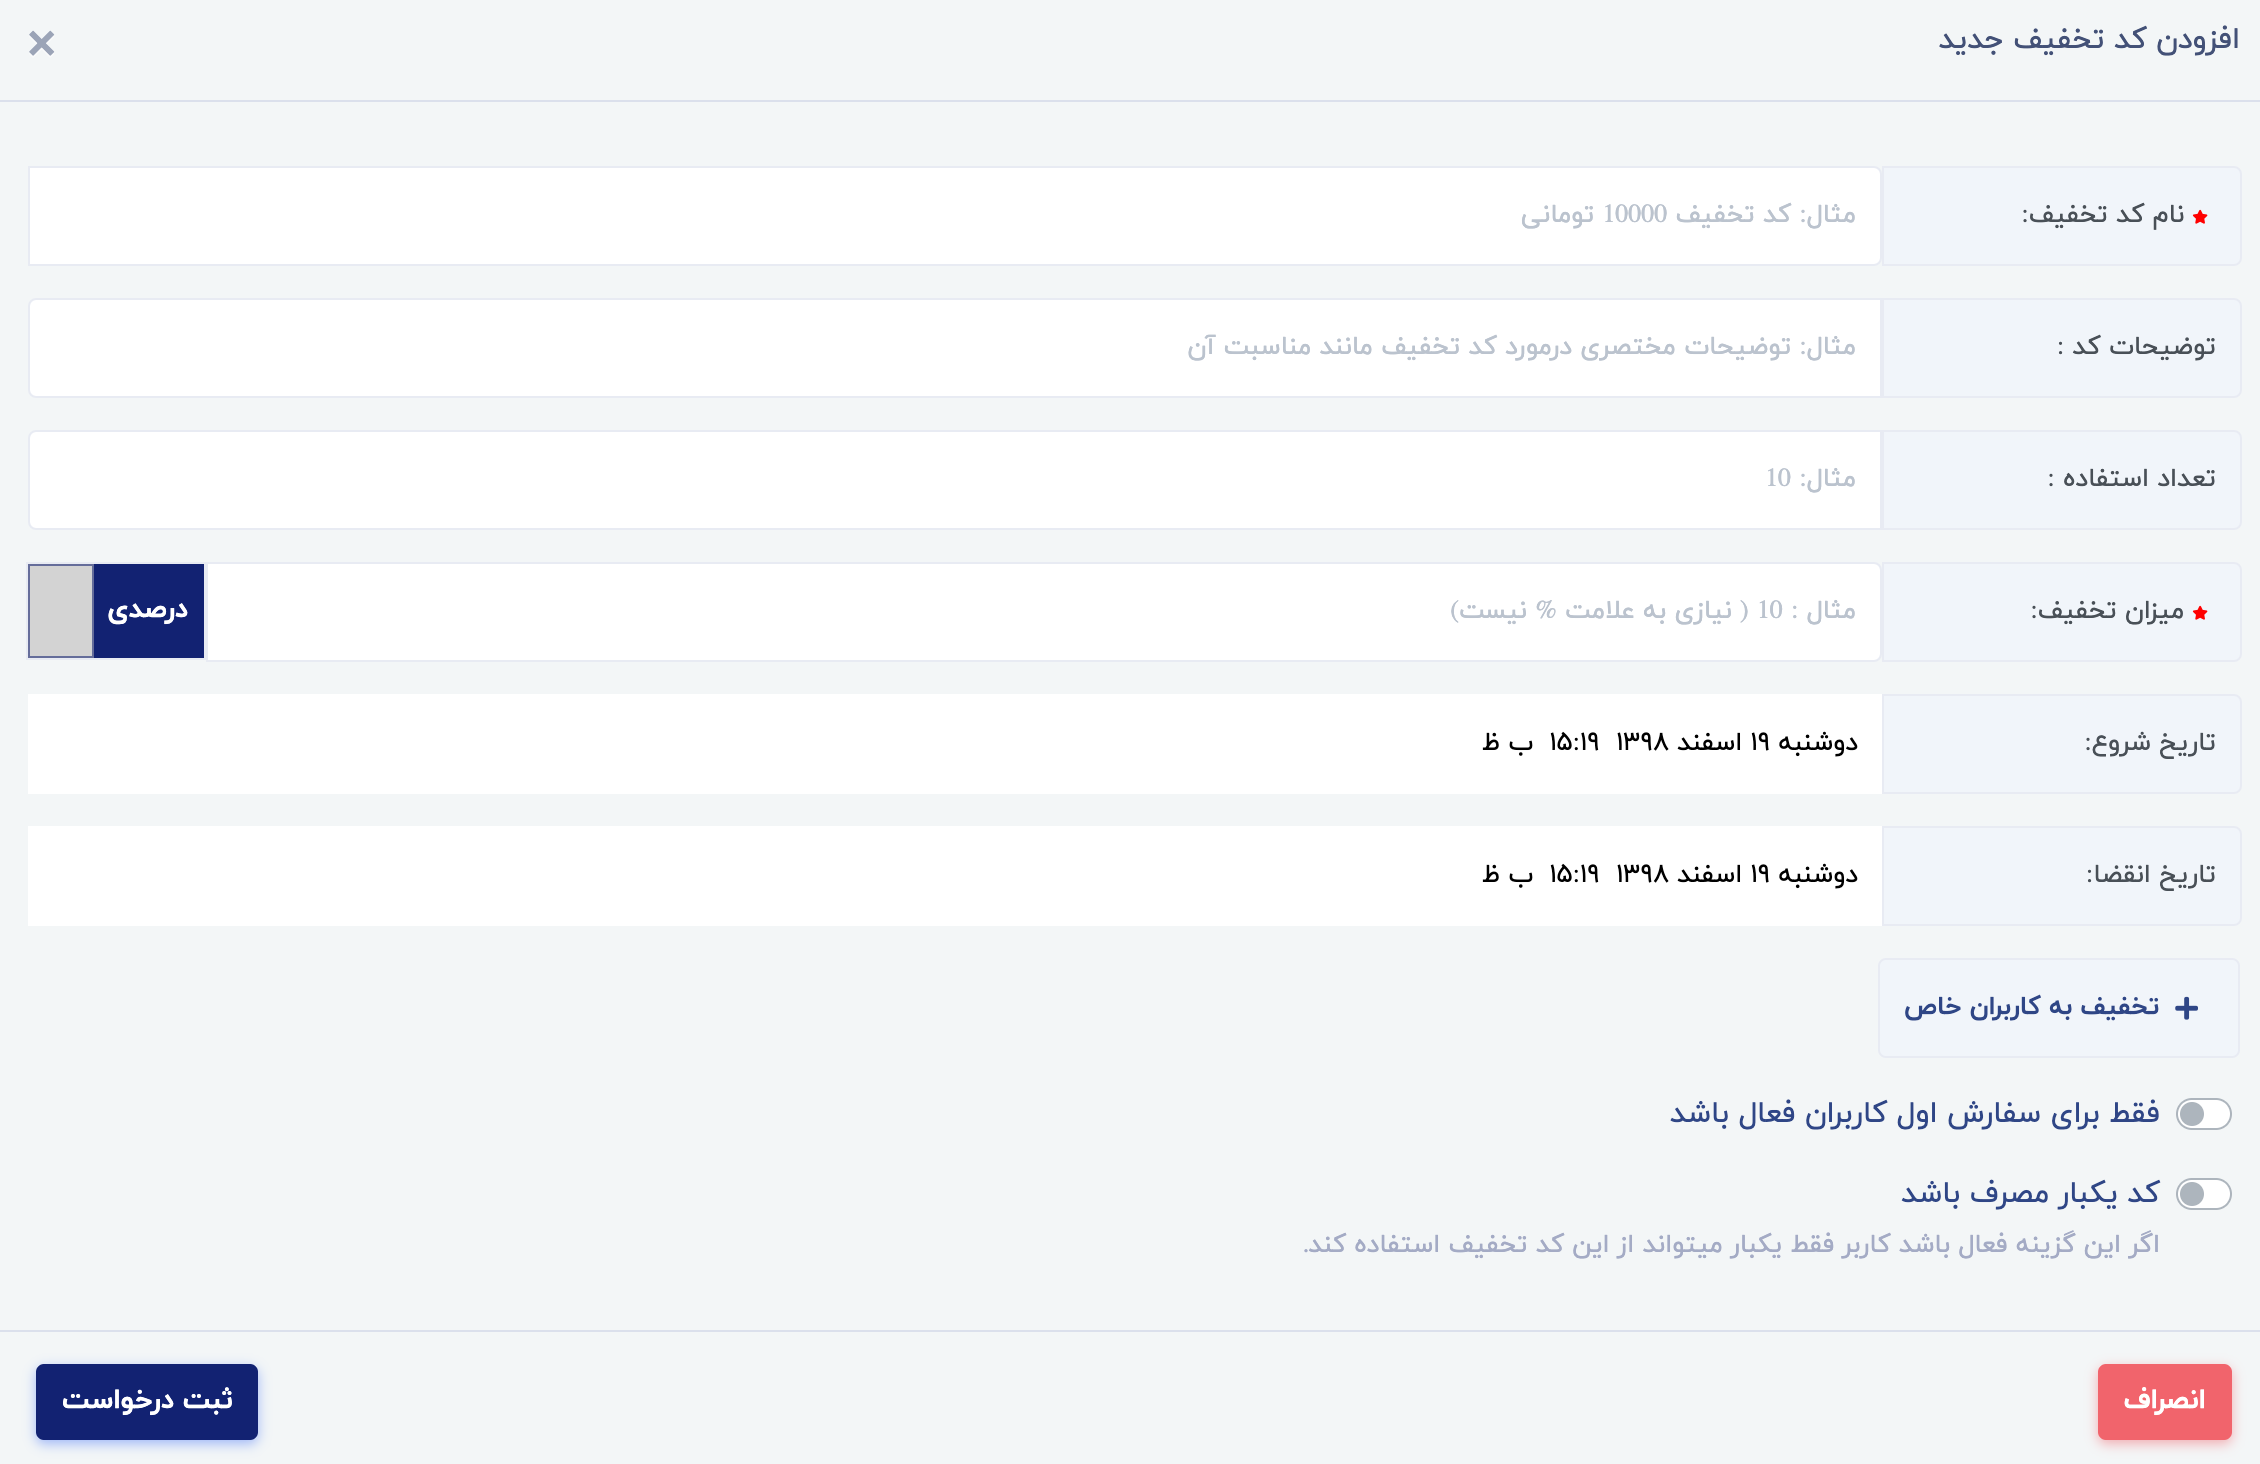 افزودن کد تخفیف جدید
نام کد تخفیف:
مثال: کد تخفیف 10000 تومانی
توضیحات کد :
مثال: توضیحات مختصری درمورد کد تخفیف مانند مناسبت آن
تعداد استفاده :
مثال: 10
میزان تخفیف:
مثال : 10 ( نیازی به علامت % نیست)
درصدی
تاریخ شروع:
دوشنبه ۱۹ اسفند ۱۳۹۸ ۱۵:۱۹ ب ظ
تاریخ انقضا:
دوشنبه ۱۹ اسفند ۱۳۹۸ ۱۵:۱۹ ب ظ
تخفیف به کاربران خاص
فقط برای سفارش اول کاربران فعال باشد
کد یکبار مصرف باشد
اگر این گزینه فعال باشد کاربر فقط یکبار میتواند از این کد تخفیف استفاده کند.
انصراف
ثبت درخواست